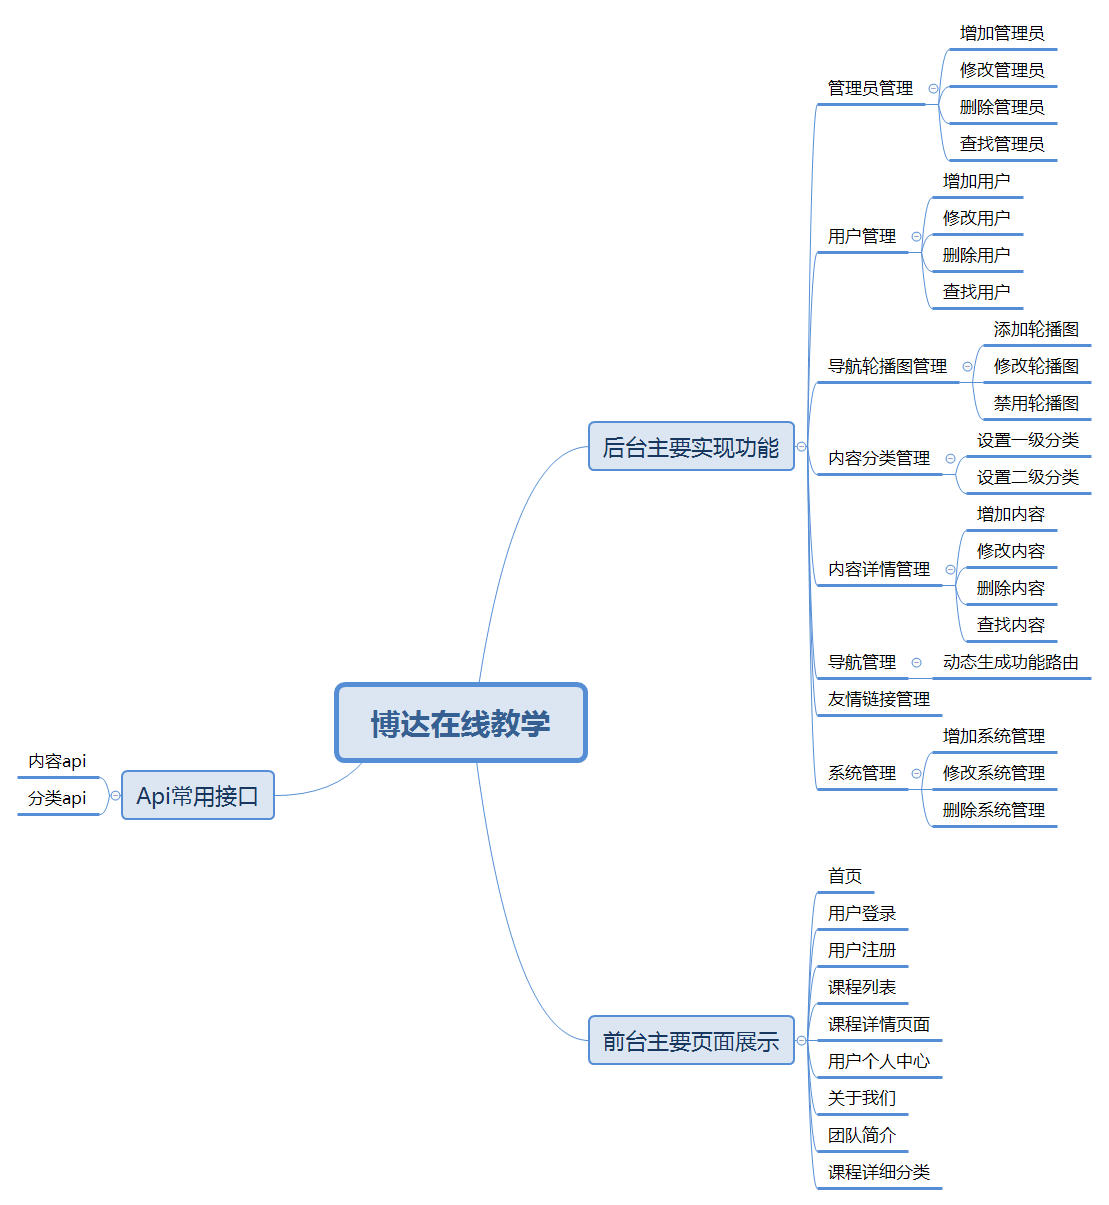 博达在线教学
后台主要实现功能
管理员管理
增加管理员
修改管理员
删除管理员
查找管理员
用户管理
增加用户
修改用户
删除用户
查找用户
导航轮播图管理
添加轮播图
修改轮播图
禁用轮播图
内容分类管理
设置一级分类
设置二级分类
内容详情管理
增加内容
修改内容
删除内容
查找内容
导航管理
动态生成功能路由
友情链接管理
系统管理
增加系统管理
修改系统管理
删除系统管理
前台主要页面展示
首页
用户登录
用户注册
课程列表
课程详情页面
用户个人中心
关于我们
团队简介
课程详细分类
Api常用接口
内容api
分类api